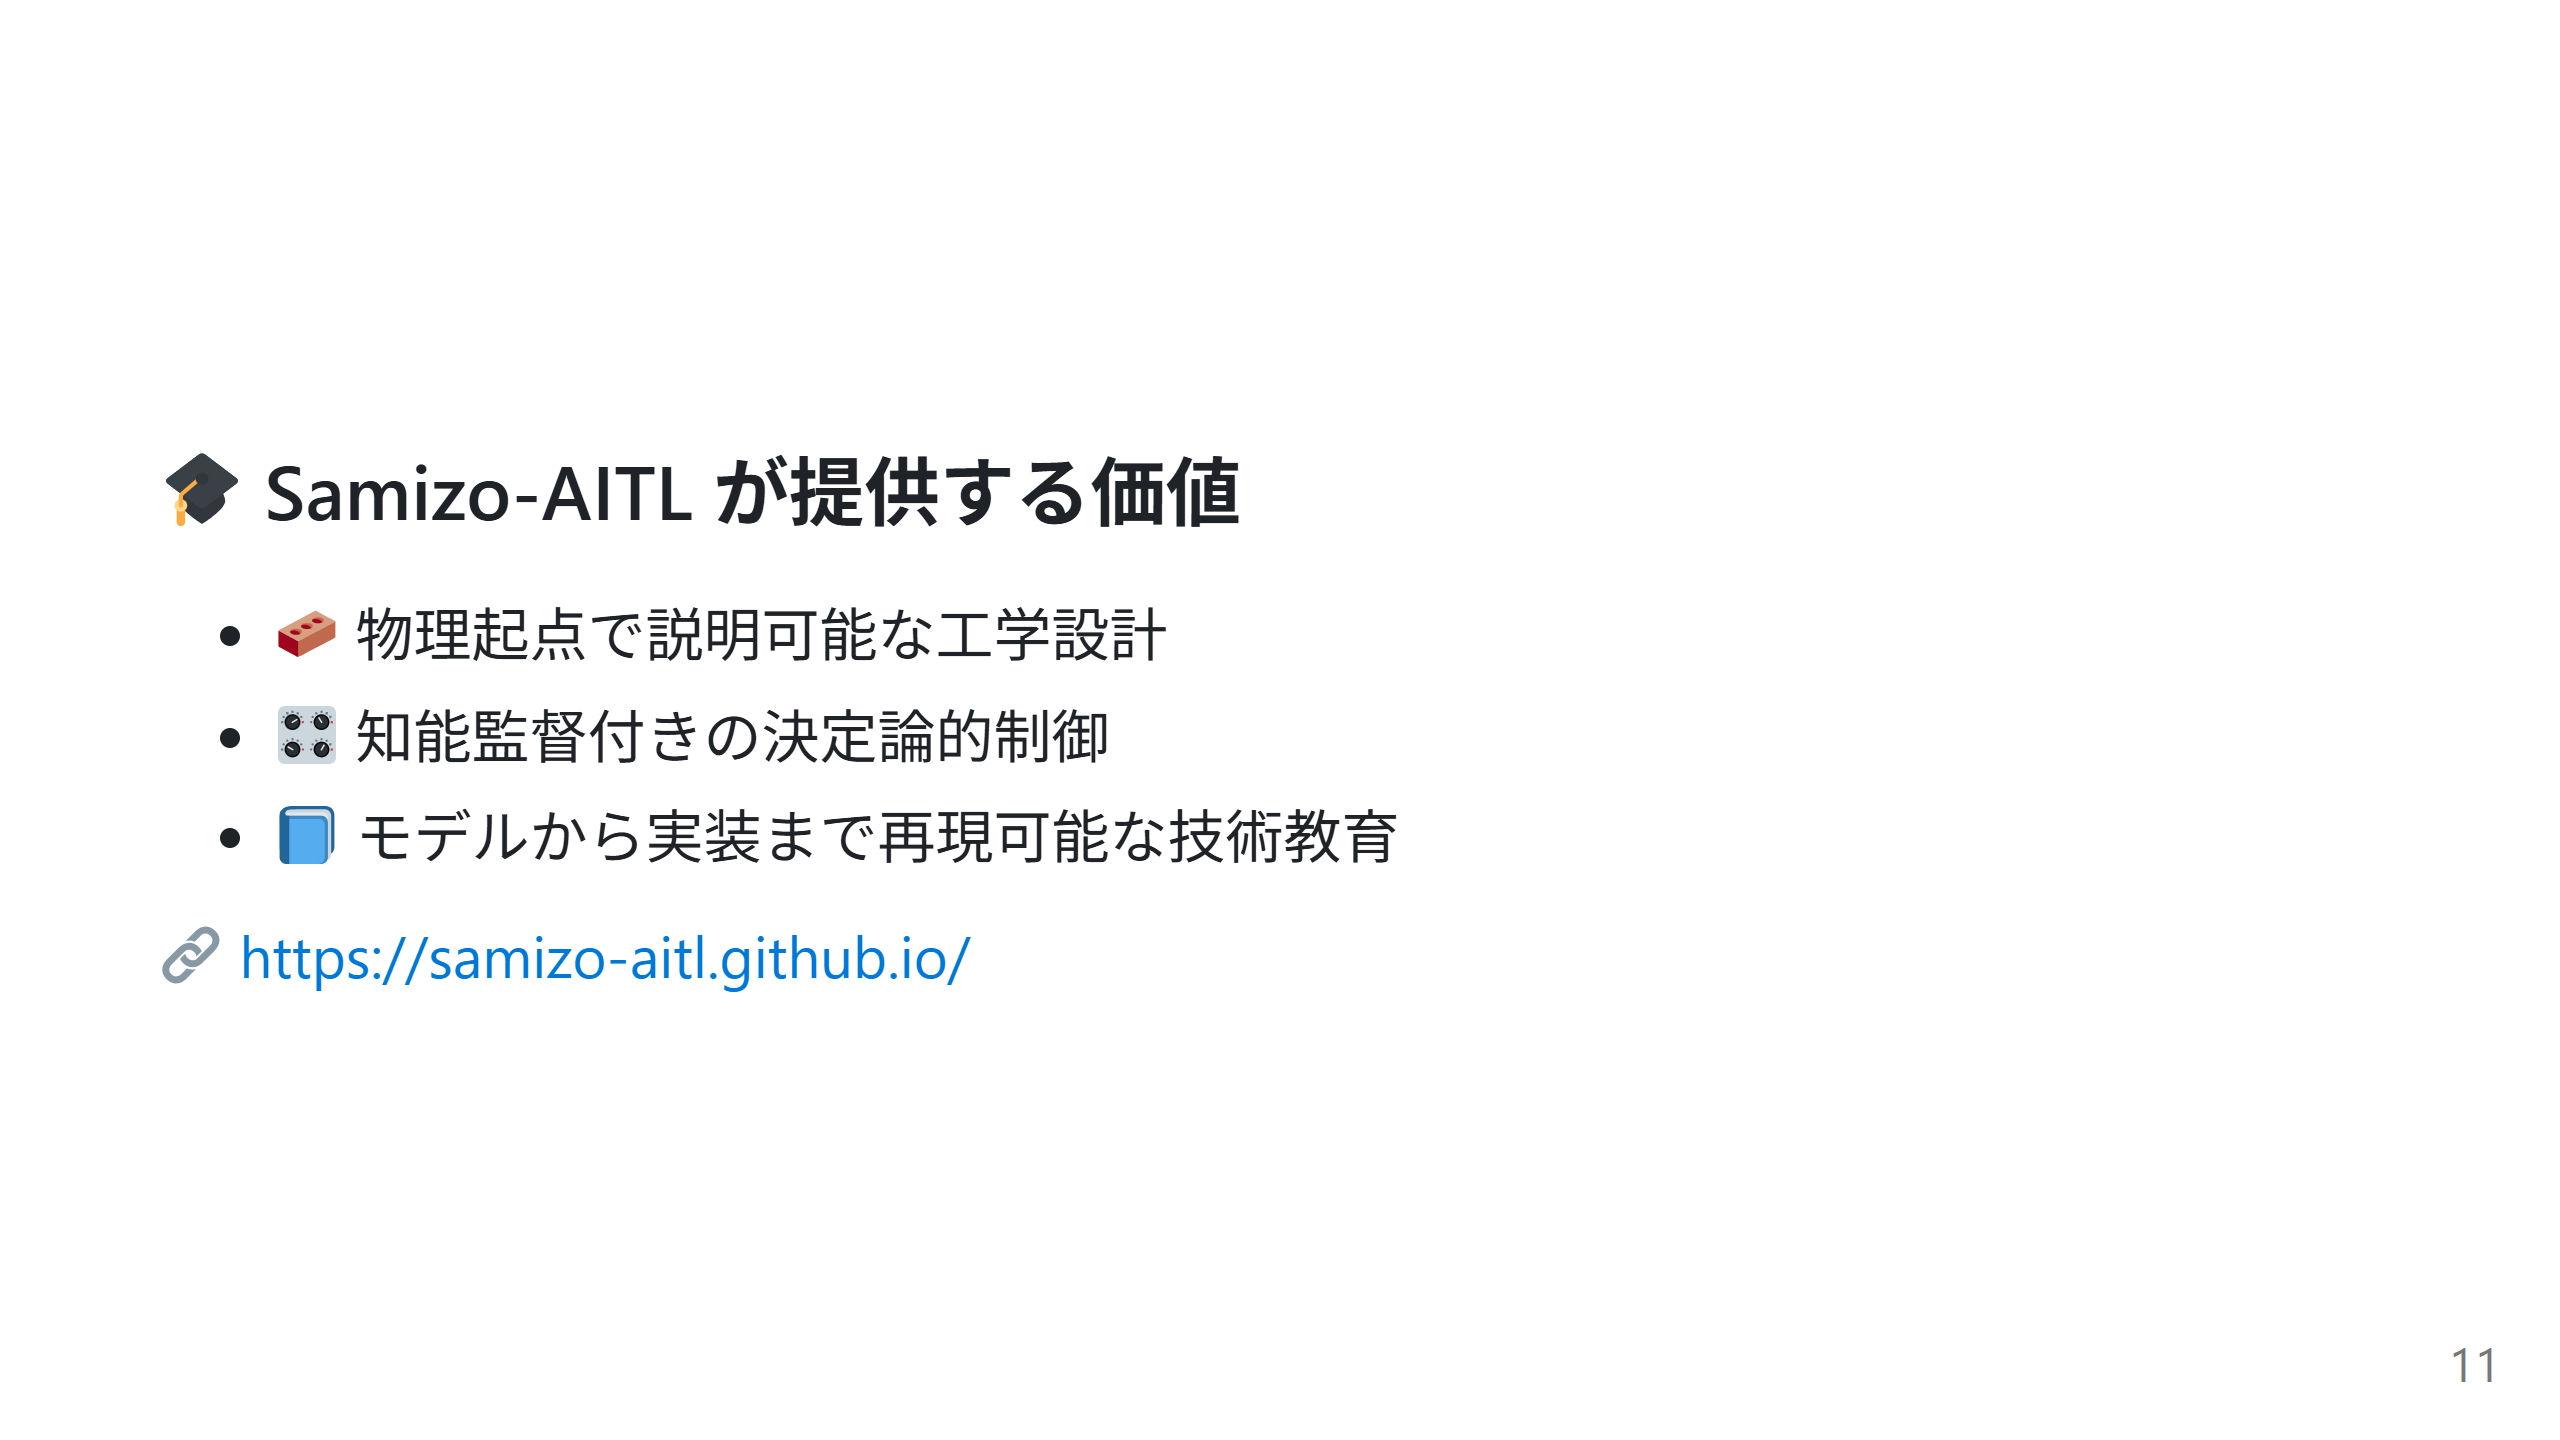 🎓 Samizo-AITL が提供する価値
• 🧱 物理起点で説明可能な工学設計
• 🎛️ 知能監督付きの決定論的制御
• 📘 モデルから実装まで再現可能な技術教育
🔗 https://samizo-aitl.github.io/
11